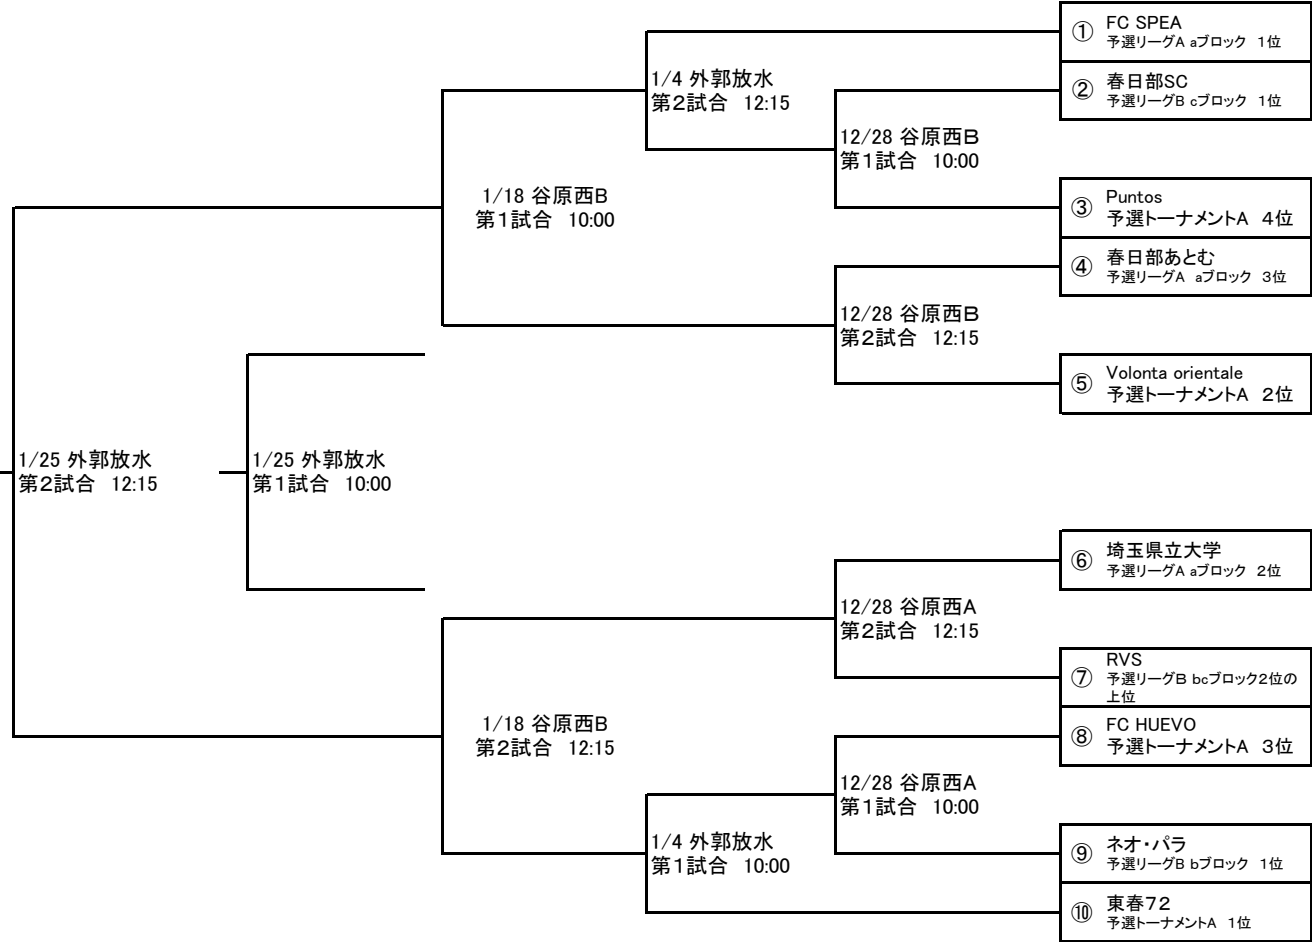 ① FC SPEA
予選リーグA aブロック 1位
② 春日部SC
予選リーグB cブロック 1位
1/4 外郭放水
第2試合 12:15
12/28 谷原西B
第1試合 10:00
③ Puntos
予選トーナメントA 4位
1/18 谷原西B
第1試合 10:00
④ 春日部あとむ
予選リーグA aブロック 3位
12/28 谷原西B
第2試合 12:15
⑤ Volonta orientale
予選トーナメントA 2位
1/25 外郭放水
第2試合 12:15
1/25 外郭放水
第1試合 10:00
⑥ 埼玉県立大学
予選リーグA aブロック 2位
12/28 谷原西A
第2試合 12:15
⑦ RVS
予選リーグB bcブロック2位の
上位
1/18 谷原西B
第2試合 12:15
⑧ FC HUEVO
予選トーナメントA 3位
12/28 谷原西A
第1試合 10:00
1/4 外郭放水
第1試合 10:00
⑨ ネオ・パラ
予選リーグB bブロック 1位
⑩ 東春72
予選トーナメントA 1位